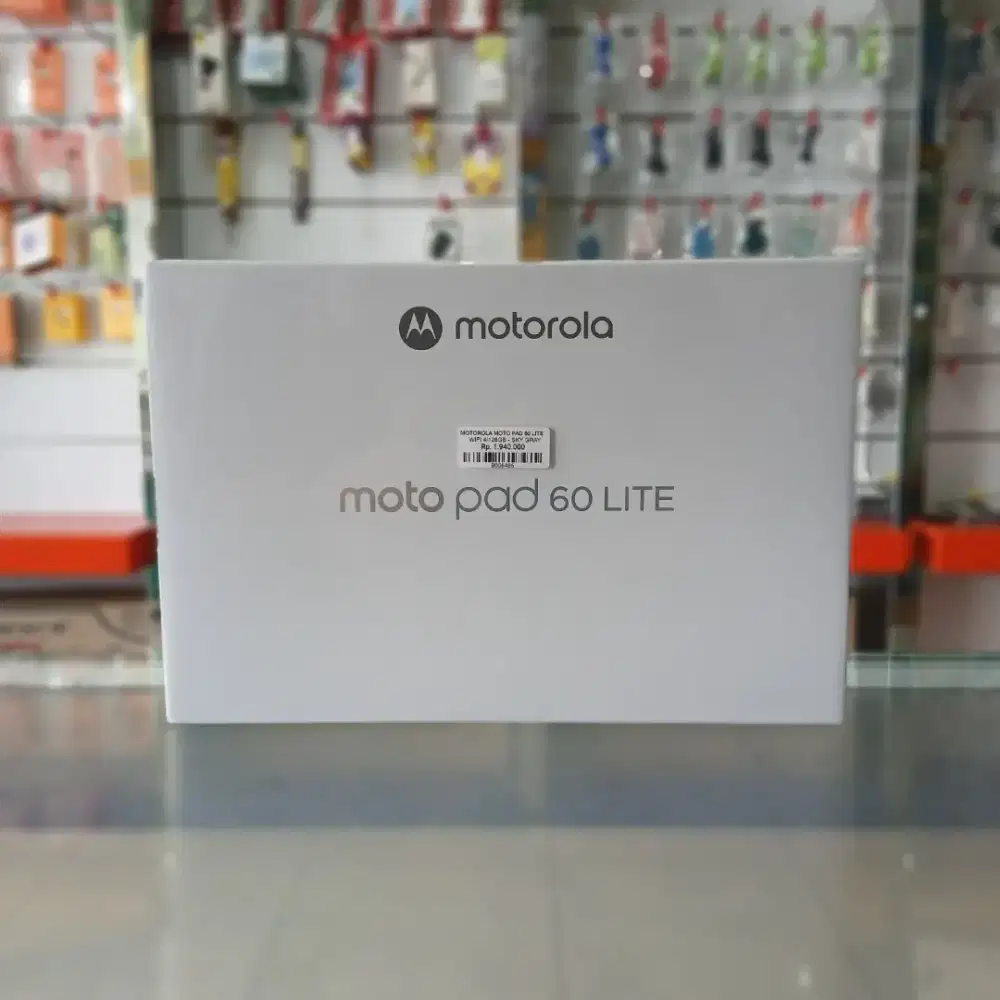 motorola
MOTOROLA MOTO PAD 60 LITE
WIFI 4/128GB - SKY GRAY
Rp. 1.940.000
moto pad 60 LITE